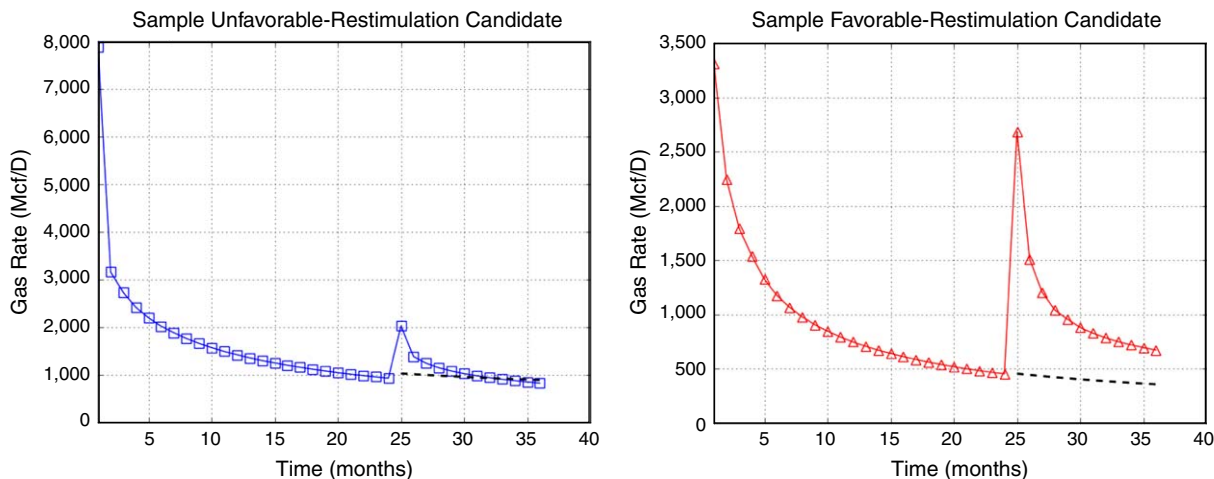 Sample Unfavorable-Restimulation Candidate
8,000
7,000
6,000
5,000
4,000
3,000
2,000
1,000
0
Gas Rate (Mcf/D)
5 10 15 20 25 30 35 40
Time (months)
Sample Favorable-Restimulation Candidate
3,500
3,000
2,500
2,000
1,500
1,000
500
0
Gas Rate (Mcf/D)
5 10 15 20 25 30 35 40
Time (months)